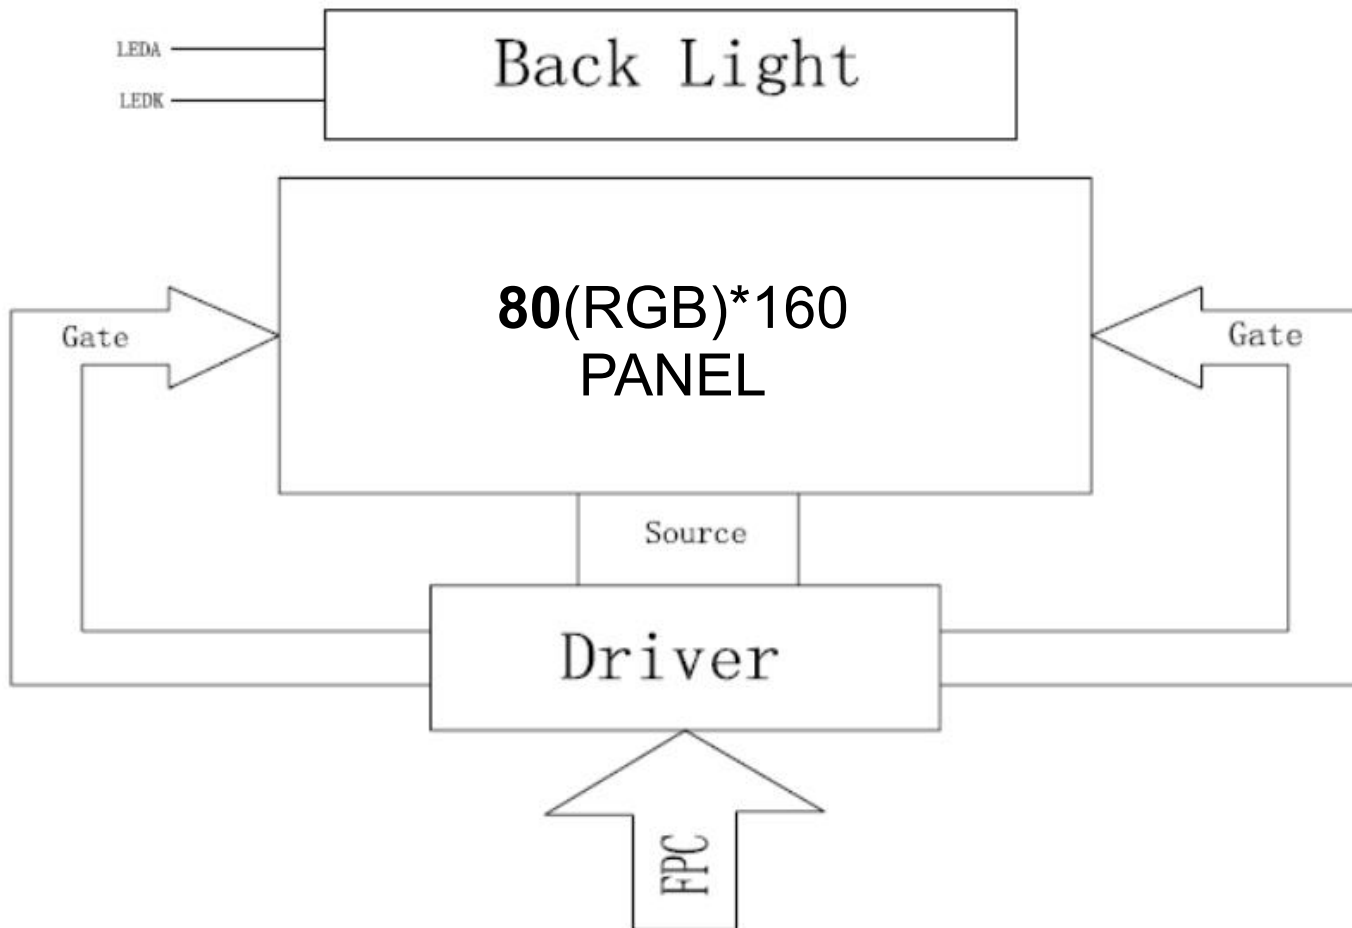 LEDA
LEDK
Back Light
80(RGB)*160
PANEL
Gate
Gate
Source
Driver
FPC